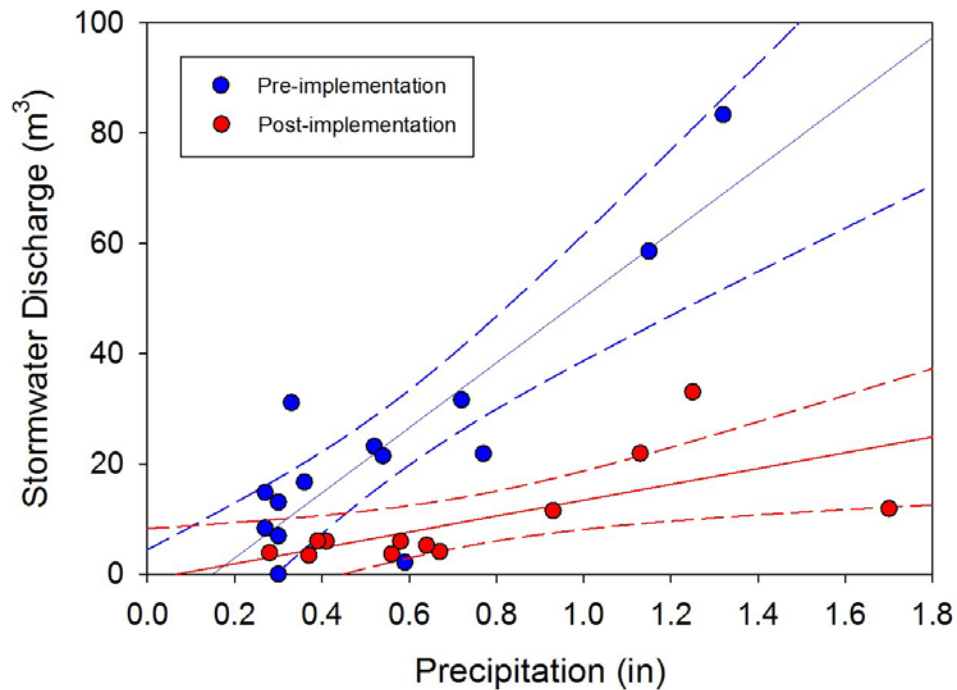 100
80
60
40
20
0
Stormwater Discharge (m³)
Pre-implementation
Post-implementation
0.0 0.2 0.4 0.6 0.8 1.0 1.2 1.4 1.6 1.8
Precipitation (in)